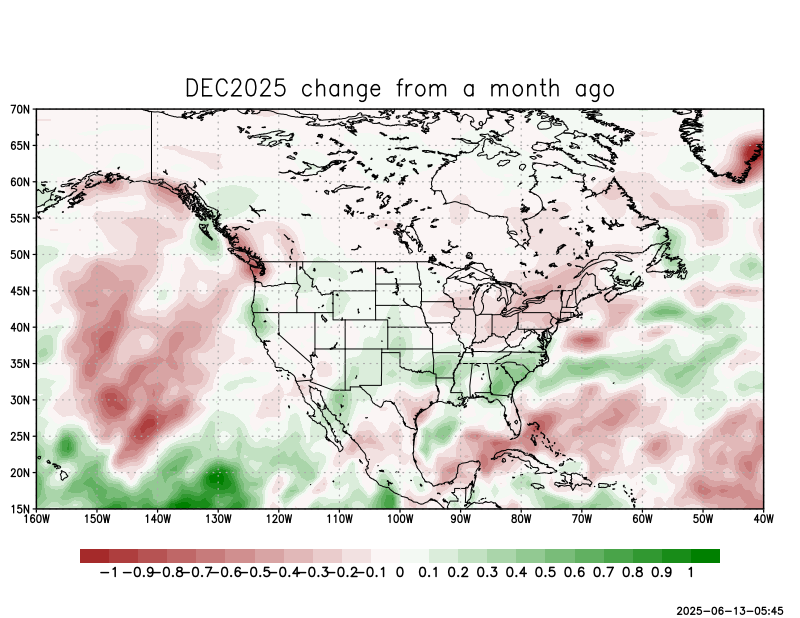 DEC2025 change from a month ago
70N
65N
60N
55N
50N
45N
40N
35N
30N
25N
20N
15N
160W 150W 140W 130W 120W 110W 100W 90W 80W 70W 60W 50W 40W
-1 -0.9 -0.8 -0.7 -0.6 -0.5 -0.4 -0.3 -0.2 -0.1 0 0.1 0.2 0.3 0.4 0.5 0.6 0.7 0.8 0.9 1
2025-06-13-05:45